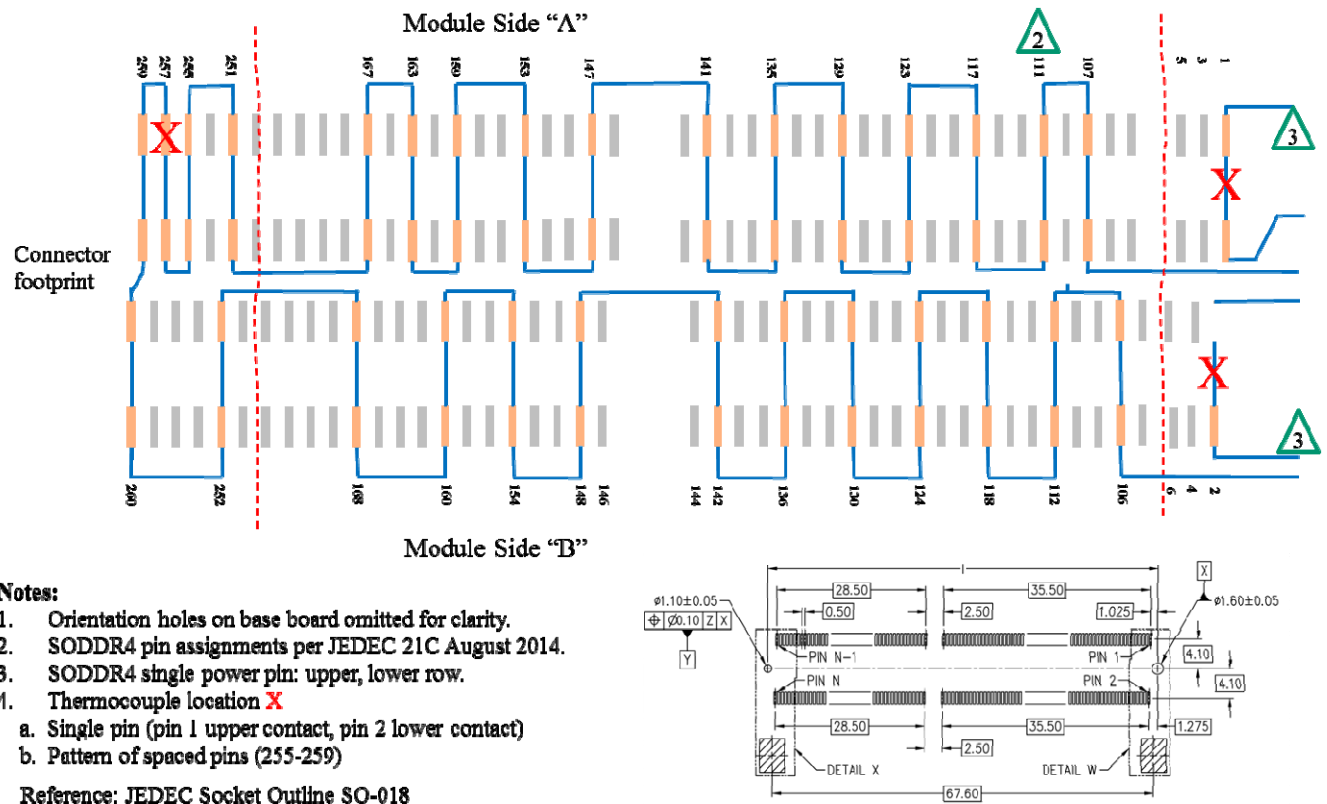 Module Side “A”
2
259 257 255 251 167 163 159 153 147 141 135 129 123 117 111 107 5 3 1
X
3
X
Connector
footprint
X
3
260 252 168 160 154 148 146 144 142 136 130 124 118 112 106 6 4 2
Module Side “B”
Notes:
1. Orientation holes on base board omitted for clarity.
2. SODDR4 pin assignments per JEDEC 21C August 2014.
3. SODDR4 single power pin: upper, lower row.
Thermocouple location X
a. Single pin (pin 1 upper contact, pin 2 lower contact)
b. Pattern of spaced pins (255-259)
Reference: JEDEC Socket Outline SO-018
I
X
28.50 35.50
ø1.10±0.05 0.50 2.50 1.025 ø1.60±0.05
⌖ Ø0.10 Z X
Y
PIN N-1 PIN 1
4.10
PIN N PIN 2
4.10
28.50 35.50 1.275
2.50
DETAIL X DETAIL W
67.60